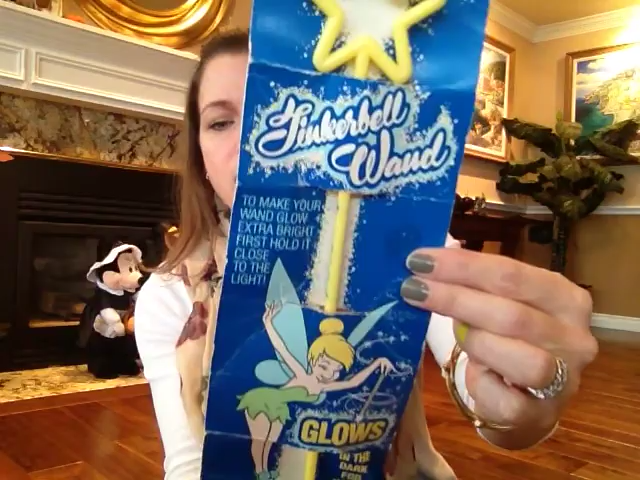 Tinkerbell
Wand
TO MAKE YOUR
WAND GLOW
EXTRA BRIGHT
FIRST HOLD IT
CLOSE
TO THE
LIGHT!
GLOWS
IN THE
DARK
FOR